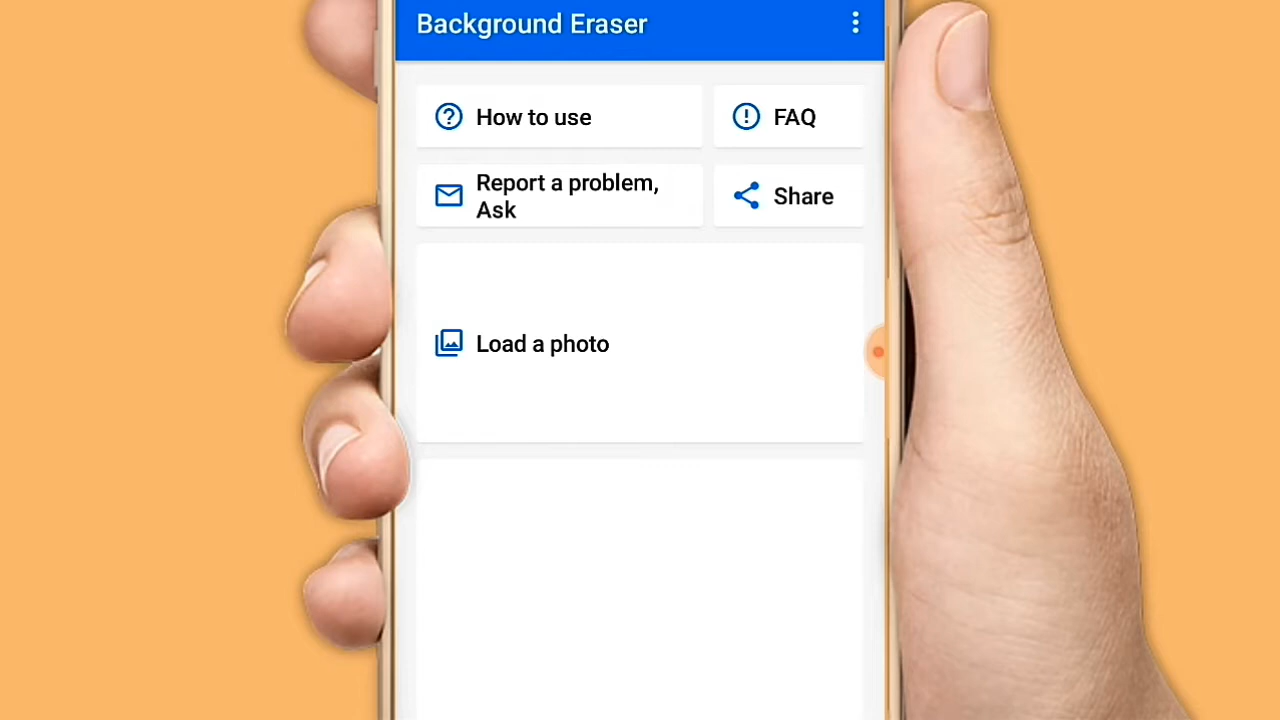 Background Eraser
How to use
FAQ
Report a problem,
Ask
Share
Load a photo